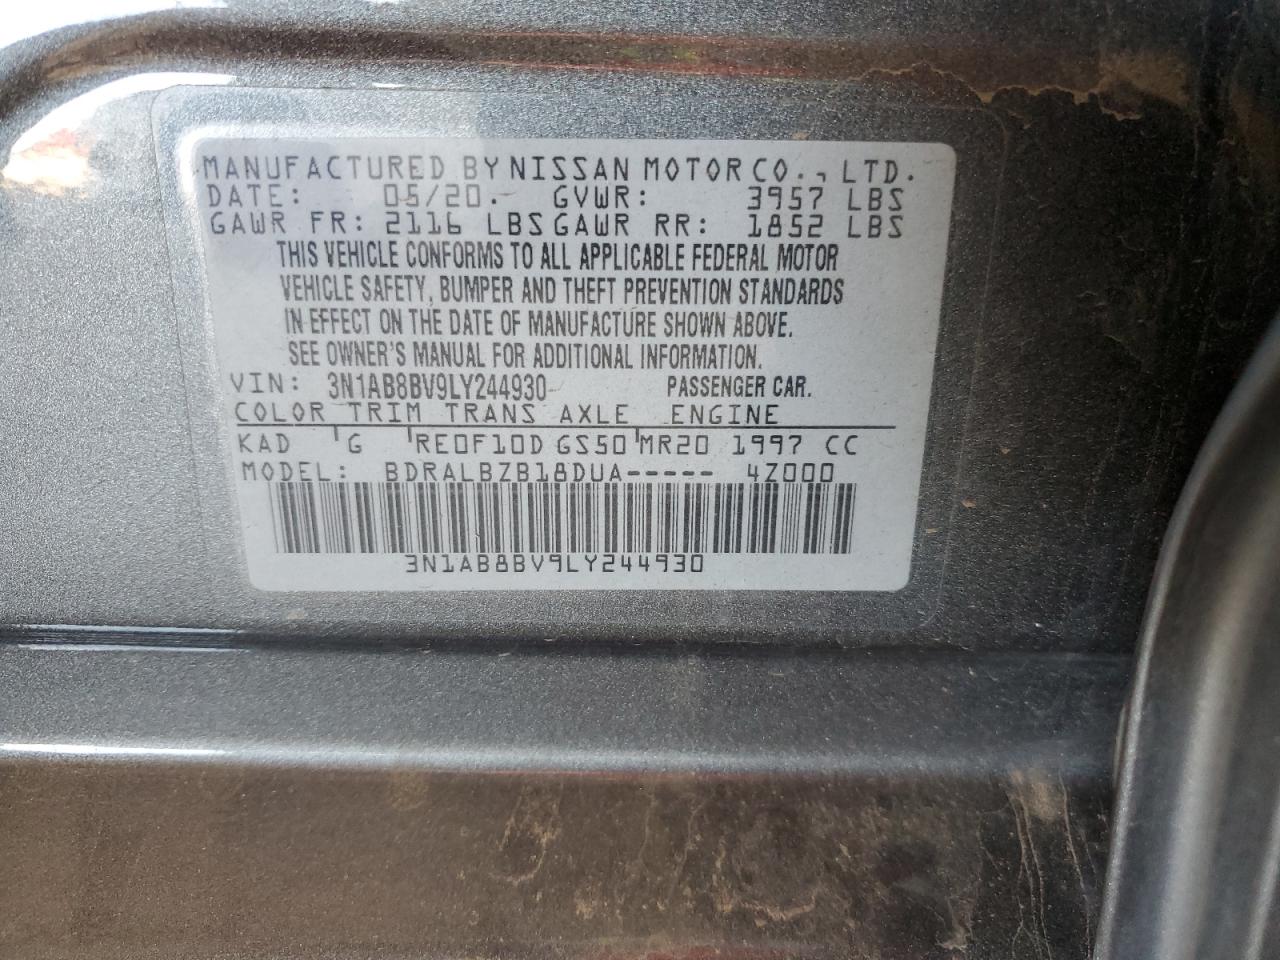 MANUFACTURED BY NISSAN MOTOR CO., LTD.
DATE: 05/20. GVWR: 3957 LBS
GAWR FR: 2116 LBS GAWR RR: 1852 LBS
THIS VEHICLE CONFORMS TO ALL APPLICABLE FEDERAL MOTOR
VEHICLE SAFETY, BUMPER AND THEFT PREVENTION STANDARDS
IN EFFECT ON THE DATE OF MANUFACTURE SHOWN ABOVE.
SEE OWNER'S MANUAL FOR ADDITIONAL INFORMATION.
VIN: 3N1AB8BV9LY244930 PASSENGER CAR.
COLOR TRIM TRANS AXLE ENGINE
KAD G RE0F10D GS50 MR20 1997 CC
MODEL: BDRALBZB18DUA----- 4Z000
3N1AB8BV9LY244930